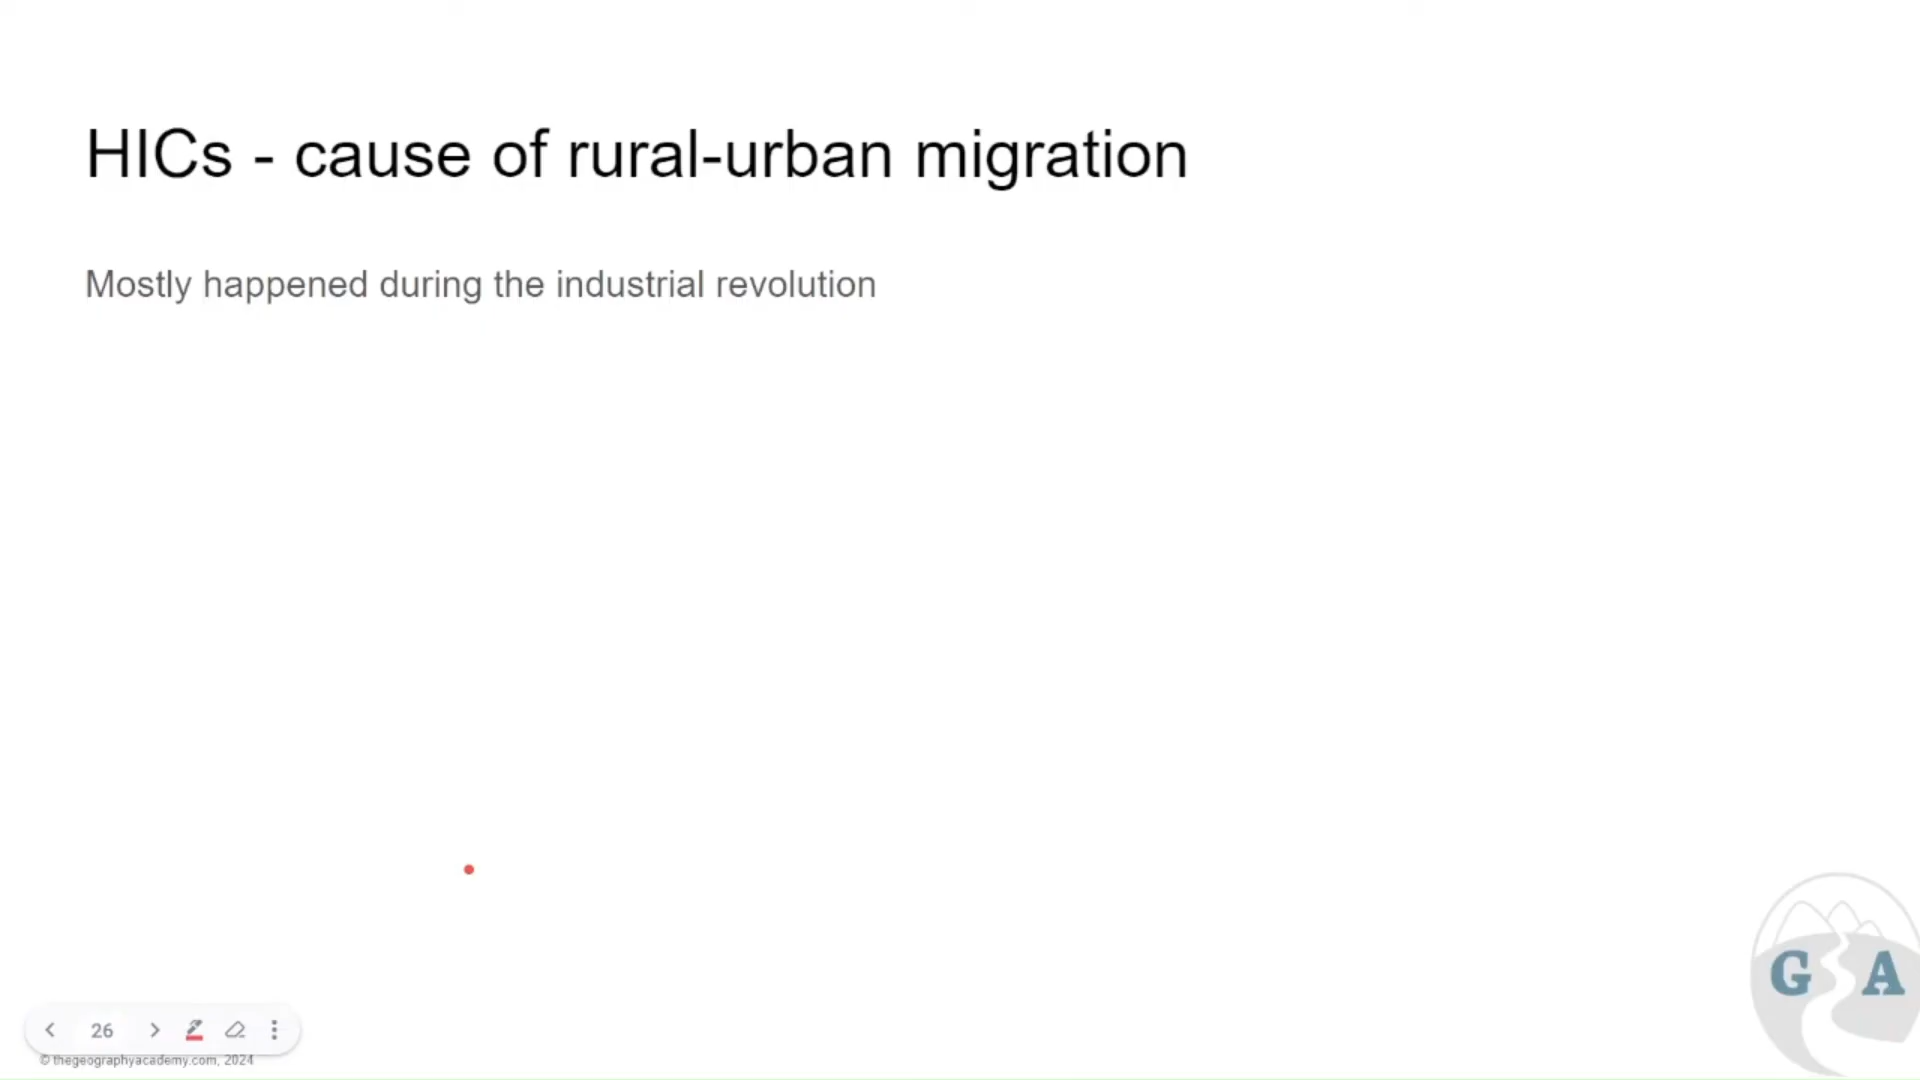 HICs - cause of rural-urban migration
Mostly happened during the industrial revolution
G A
26
© thegeographyacademy.com, 2024